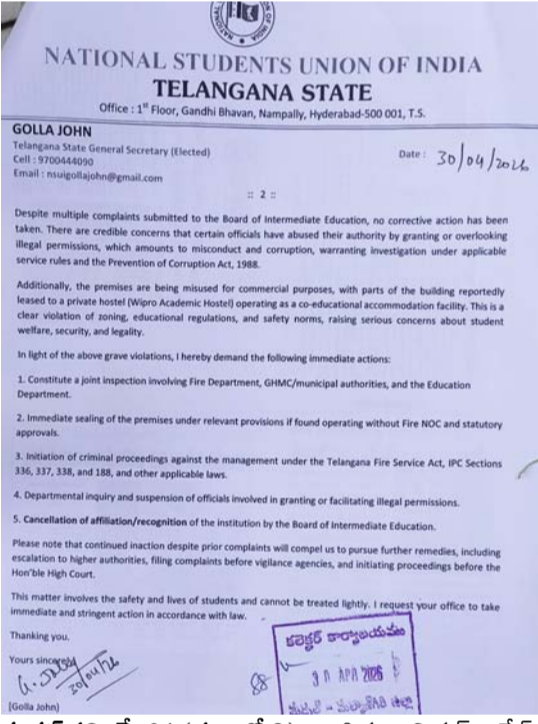 NATIONAL STUDENTS UNION OF INDIA
TELANGANA STATE
Office : 1st Floor, Gandhi Bhavan, Nampally, Hyderabad-500 001, T.S.
GOLLA JOHN
Telangana State General Secretary (Elected)
Cell : 9700444090
Email : nsuigollajohn@gmail.com
Date : 30/04/2026
:: 2 ::
Despite multiple complaints submitted to the Board of Intermediate Education, no corrective action has been
taken. There are credible concerns that certain officials have abused their authority by granting or overlooking
illegal permissions, which amounts to misconduct and corruption, warranting investigation under applicable
service rules and the Prevention of Corruption Act, 1988.
Additionally, the premises are being misused for commercial purposes, with parts of the building reportedly
leased to a private hostel (Wipro Academic Hostel) operating as a co-educational accommodation facility. This is a
clear violation of zoning, educational regulations, and safety norms, raising serious concerns about student
welfare, security, and legality.
In light of the above grave violations, I hereby demand the following immediate actions:
1. Constitute a joint inspection involving Fire Department, GHMC/municipal authorities, and the Education
Department.
2. Immediate sealing of the premises under relevant provisions if found operating without Fire NOC and statutory
approvals.
3. Initiation of criminal proceedings against the management under the Telangana Fire Service Act, IPC Sections
336, 337, 338, and 188, and other applicable laws.
4. Departmental inquiry and suspension of officials involved in granting or facilitating illegal permissions.
5. Cancellation of affiliation/recognition of the institution by the Board of Intermediate Education.
Please note that continued inaction despite prior complaints will compel us to pursue further remedies, including
escalation to higher authorities, filing complaints before vigilance agencies, and initiating proceedings before the
Hon'ble High Court.
This matter involves the safety and lives of students and cannot be treated lightly. I request your office to take
immediate and stringent action in accordance with law.
Thanking you.
Yours sincerely
30/04/26
[Golla John]
కలెక్టర్ కార్యాలయము
30 APR 2026
88